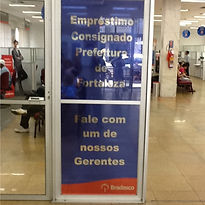 Empréstimo
Consignado
Prefeitura
de
Fortaleza
Fale com
um de
nossos
Gerentes
Bradesco